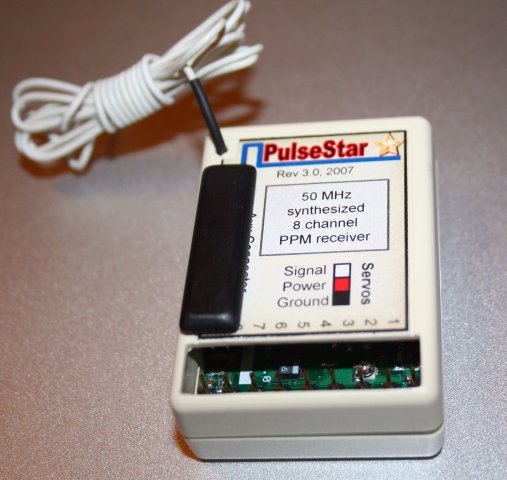 PulseStar
Rev 3.0, 2007
50 MHz
synthesized
8 channel
PPM receiver
Signal
Power
Ground
Servos
1 2 3 4 5 6 7